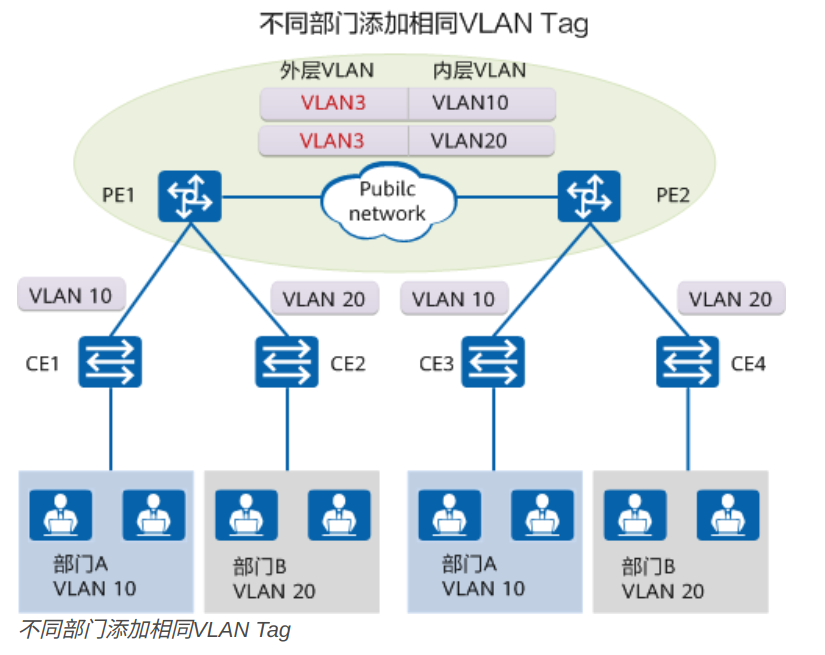 不同部门添加相同VLAN Tag
外层VLAN 内层VLAN
VLAN3 VLAN10
VLAN3 VLAN20
PE1
Pubilc
network
PE2
VLAN 10
VLAN 20
VLAN 10
VLAN 20
CE1
CE2
CE3
CE4
部门A
VLAN 10
部门B
VLAN 20
部门A
VLAN 10
部门B
VLAN 20
不同部门添加相同VLAN Tag